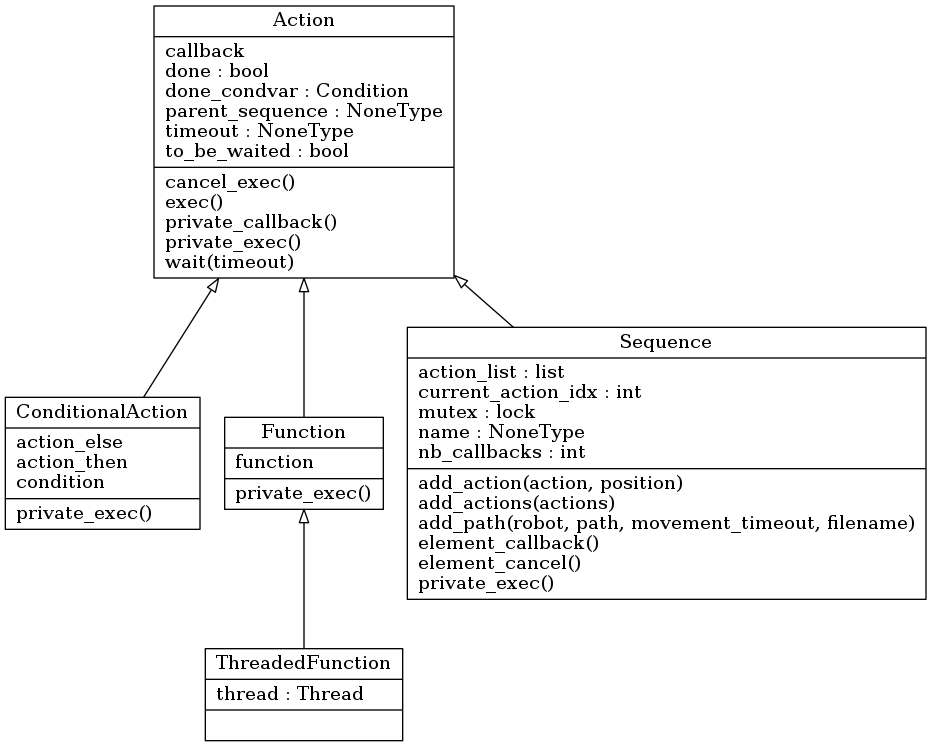 Action
callback
done : bool
done_condvar : Condition
parent_sequence : NoneType
timeout : NoneType
to_be_waited : bool
cancel_exec()
exec()
private_callback()
private_exec()
wait(timeout)
ConditionalAction
action_else
action_then
condition
private_exec()
Function
function
private_exec()
Sequence
action_list : list
current_action_idx : int
mutex : lock
name : NoneType
nb_callbacks : int
add_action(action, position)
add_actions(actions)
add_path(robot, path, movement_timeout, filename)
element_callback()
element_cancel()
private_exec()
ThreadedFunction
thread : Thread